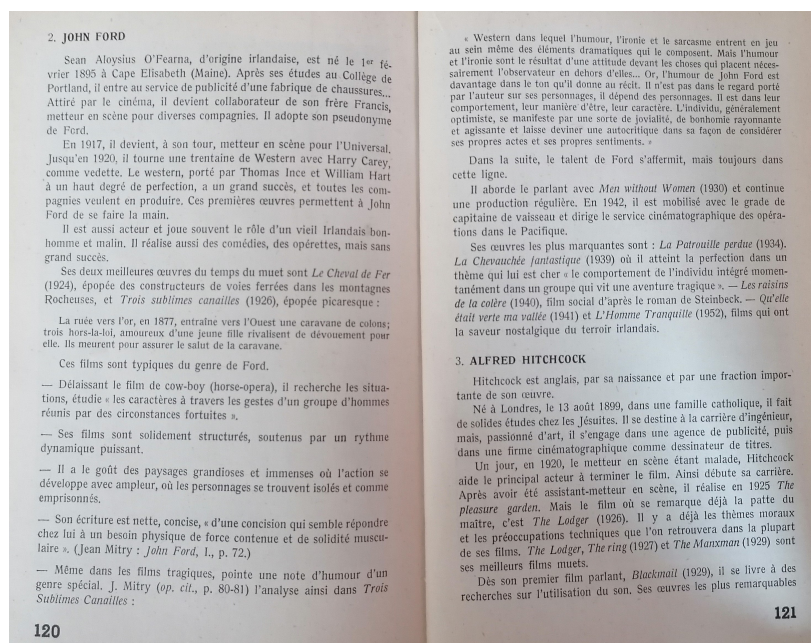 2. JOHN FORD
Sean Aloysius O'Fearna, d'origine irlandaise, est né le 1er fé-
vrier 1895 à Cape Elisabeth (Maine). Après ses études au Collège de
Portland, il entre au service de publicité d'une fabrique de chaussures...
Attiré par le cinéma, il devient collaborateur de son frère Francis,
metteur en scène pour diverses compagnies. Il adopte son pseudonyme
de Ford.
En 1917, il devient, à son tour, metteur en scène pour l'Universal.
Jusqu'en 1920, il tourne une trentaine de Western avec Harry Carey,
comme vedette. Le western, porté par Thomas Ince et William Hart
à un haut degré de perfection, a un grand succès, et toutes les com-
pagnies veulent en produire. Ces premières œuvres permettent à John
Ford de se faire la main.
Il est aussi acteur et joue souvent le rôle d'un vieil Irlandais bon-
homme et malin. Il réalise aussi des comédies, des opérettes, mais sans
grand succès.
Ses deux meilleures œuvres du temps du muet sont Le Cheval de Fer
(1924), épopée des constructeurs de voies ferrées dans les montagnes
Rocheuses, et Trois sublimes canailles (1926), épopée picaresque :
La ruée vers l'or, en 1877, entraîne vers l'Ouest une caravane de colons;
trois hors-la-loi, amoureux d'une jeune fille rivalisent de dévouement pour
elle. Ils meurent pour assurer le salut de la caravane.
Ces films sont typiques du genre de Ford.
— Délaissant le film de cow-boy (horse-opera), il recherche les situa-
tions, étudie « les caractères à travers les gestes d'un groupe d'hommes
réunis par des circonstances fortuites ».
— Ses films sont solidement structurés, soutenus par un rythme
dynamique puissant.
— Il a le goût des paysages grandioses et immenses où l'action se
développe avec ampleur, où les personnages se trouvent isolés et comme
emprisonnés.
— Son écriture est nette, concise, « d'une concision qui semble répondre
chez lui à un besoin physique de force contenue et de solidité muscu-
laire ». (Jean Mitry : John Ford, I., p. 72.)
— Même dans les films tragiques, pointe une note d'humour d'un
genre spécial. J. Mitry (op. cit., p. 80-81) l'analyse ainsi dans Trois
Sublimes Canailles :
120
« Western dans lequel l'humour, l'ironie et le sarcasme entrent en jeu
au sein même des éléments dramatiques qui le composent. Mais l'humour
et l'ironie sont le résultat d'une attitude devant les choses qui placent néces-
sairement l'observateur en dehors d'elles... Or, l'humour de John Ford est
davantage dans le ton qu'il donne au récit. Il n'est pas dans le regard porté
par l'auteur sur ses personnages, il dépend des personnages. Il est dans leur
comportement, leur manière d'être, leur caractère. L'individu, généralement
optimiste, se manifeste par une sorte de jovialité, de bonhomie rayonnante
et agissante et laisse deviner une autocritique dans sa façon de considérer
ses propres actes et ses propres sentiments. »
Dans la suite, le talent de Ford s'affermit, mais toujours dans
cette ligne.
Il aborde le parlant avec Men without Women (1930) et continue
une production régulière. En 1942, il est mobilisé avec le grade de
capitaine de vaisseau et dirige le service cinématographique des opéra-
tions dans le Pacifique.
Ses œuvres les plus marquantes sont : La Patrouille perdue (1934).
La Chevauchée fantastique (1939) où il atteint la perfection dans un
thème qui lui est cher « le comportement de l'individu intégré momen-
tanément dans un groupe qui vit une aventure tragique ». — Les raisins
de la colère (1940), film social d'après le roman de Steinbeck. — Qu'elle
était verte ma vallée (1941) et L'Homme Tranquille (1952), films qui ont
la saveur nostalgique du terroir irlandais.
3. ALFRED HITCHCOCK
Hitchcock est anglais, par sa naissance et par une fraction impor-
tante de son œuvre.
Né à Londres, le 13 août 1899, dans une famille catholique, il fait
de solides études chez les Jésuites. Il se destine à la carrière d'ingénieur,
mais, passionné d'art, il s'engage dans une agence de publicité, puis
dans une firme cinématographique comme dessinateur de titres.
Un jour, en 1920, le metteur en scène étant malade, Hitchcock
aide le principal acteur à terminer le film. Ainsi débute sa carrière.
Après avoir été assistant-metteur en scène, il réalise en 1925 The
pleasure garden. Mais le film où se remarque déjà la patte du
maître, c'est The Lodger (1926). Il y a déjà les thèmes moraux
et les préoccupations techniques que l'on retrouvera dans la plupart
de ses films. The Lodger, The ring (1927) et The Manxman (1929) sont
ses meilleurs films muets.
Dès son premier film parlant, Blackmail (1929), il se livre à des
recherches sur l'utilisation du son. Ses œuvres les plus remarquables
121